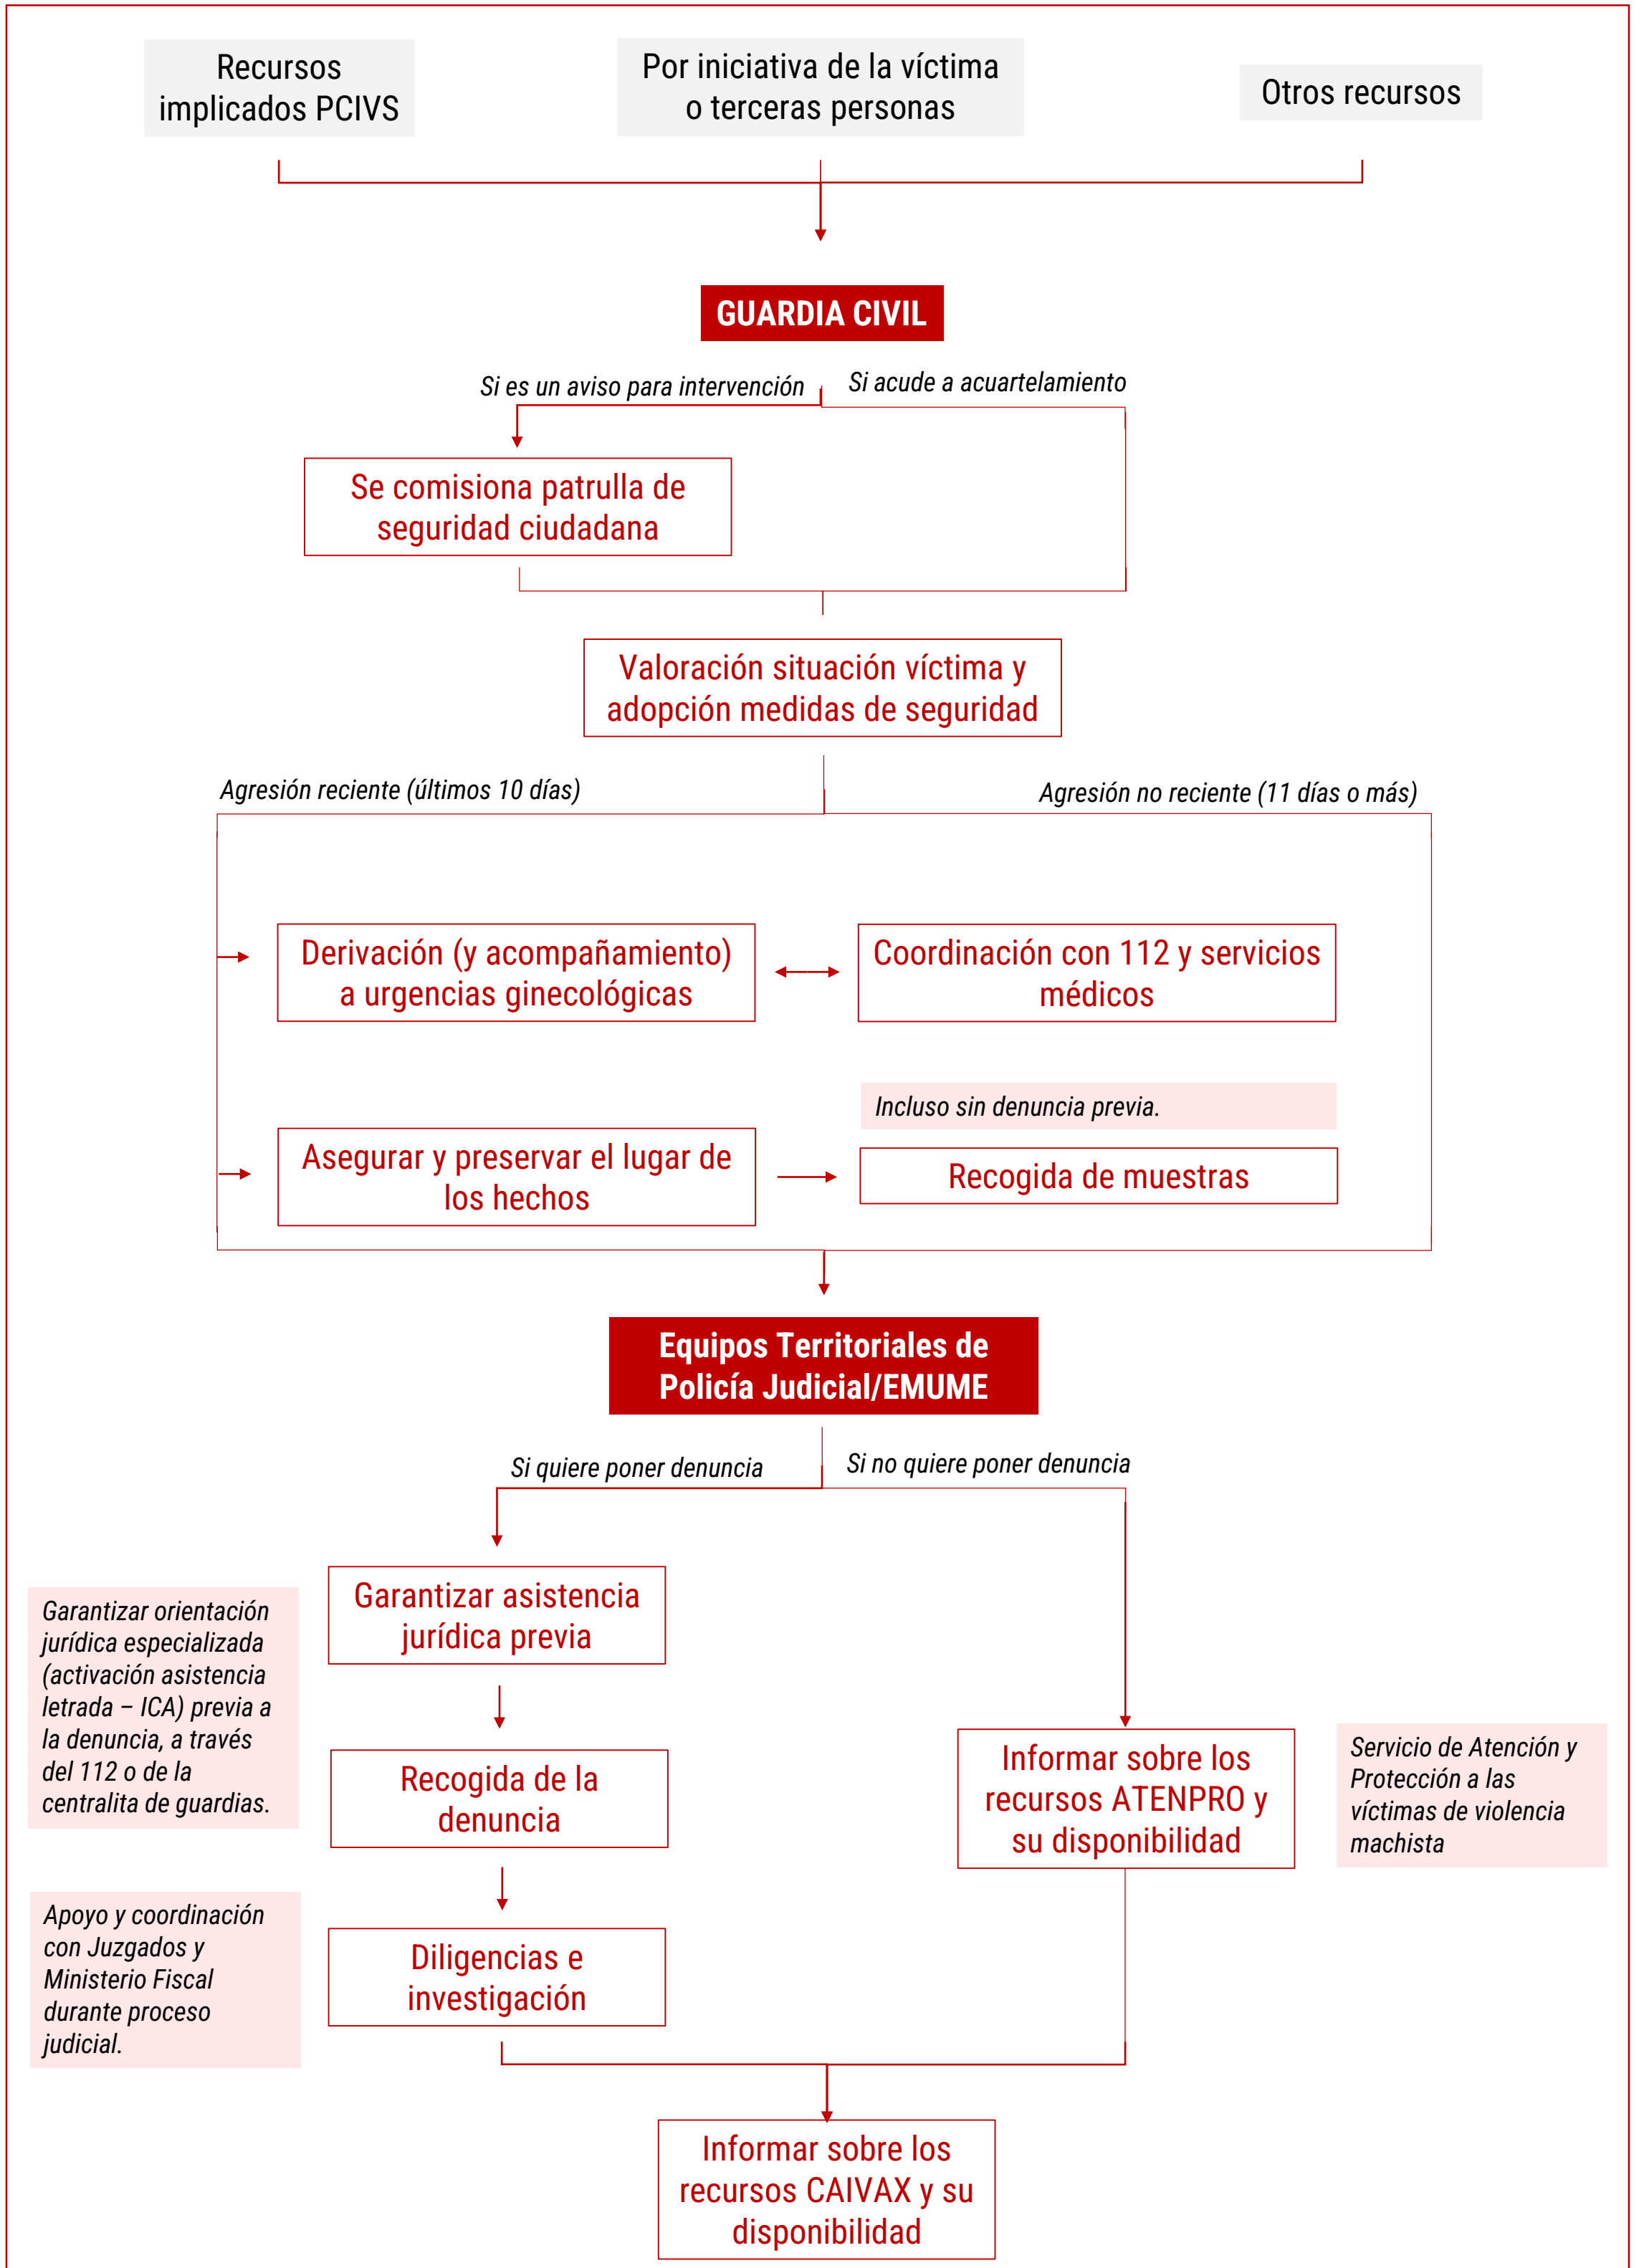 Recursos
implicados PCIVS
Por iniciativa de la víctima
o terceras personas
Otros recursos
GUARDIA CIVIL
Si es un aviso para intervención
Si acude a acuartelamiento
Se comisiona patrulla de
seguridad ciudadana
Valoración situación víctima y
adopción medidas de seguridad
Agresión reciente (últimos 10 días)
Agresión no reciente (11 días o más)
Derivación (y acompañamiento)
a urgencias ginecológicas
Coordinación con 112 y servicios
médicos
Incluso sin denuncia previa.
Asegurar y preservar el lugar de
los hechos
Recogida de muestras
Equipos Territoriales de
Policía Judicial/EMUME
Si quiere poner denuncia
Si no quiere poner denuncia
Garantizar asistencia
jurídica previa
Garantizar orientación
jurídica especializada
(activación asistencia
letrada – ICA) previa a
la denuncia, a través
del 112 o de la
centralita de guardias.
Recogida de la
denuncia
Informar sobre los
recursos ATENPRO y
su disponibilidad
Servicio de Atención y
Protección a las
víctimas de violencia
machista
Apoyo y coordinación
con Juzgados y
Ministerio Fiscal
durante proceso
judicial.
Diligencias e
investigación
Informar sobre los
recursos CAIVAX y su
disponibilidad